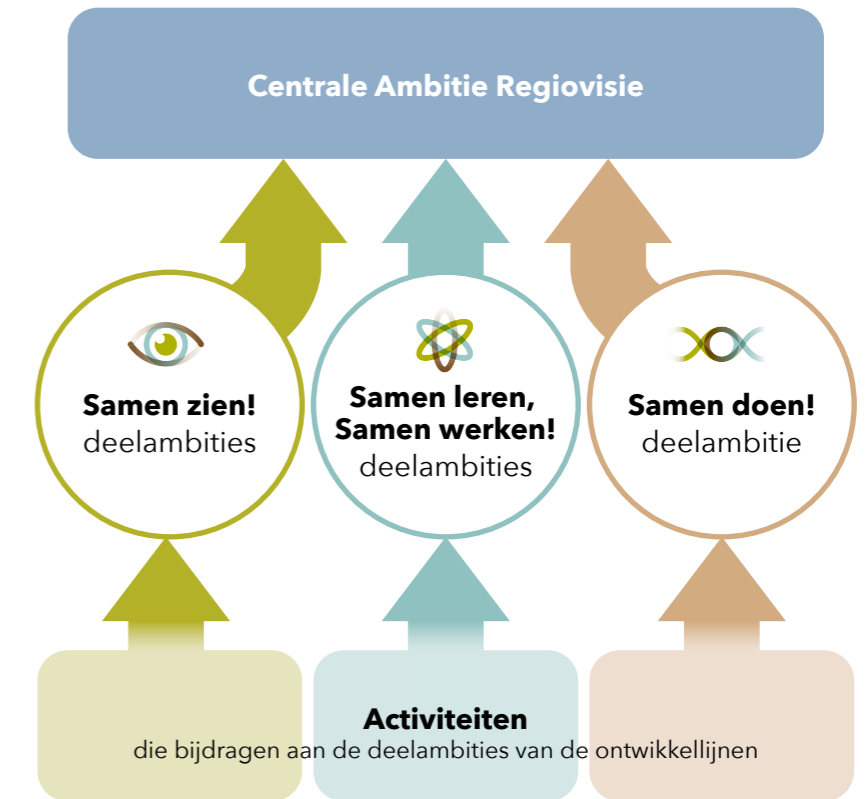 Centrale Ambitie Regiovisie
Samen zien!
deelambities
Samen leren,
Samen werken!
deelambities
Samen doen!
deelambitie
Activiteiten
die bijdragen aan de deelambities van de ontwikkellijnen